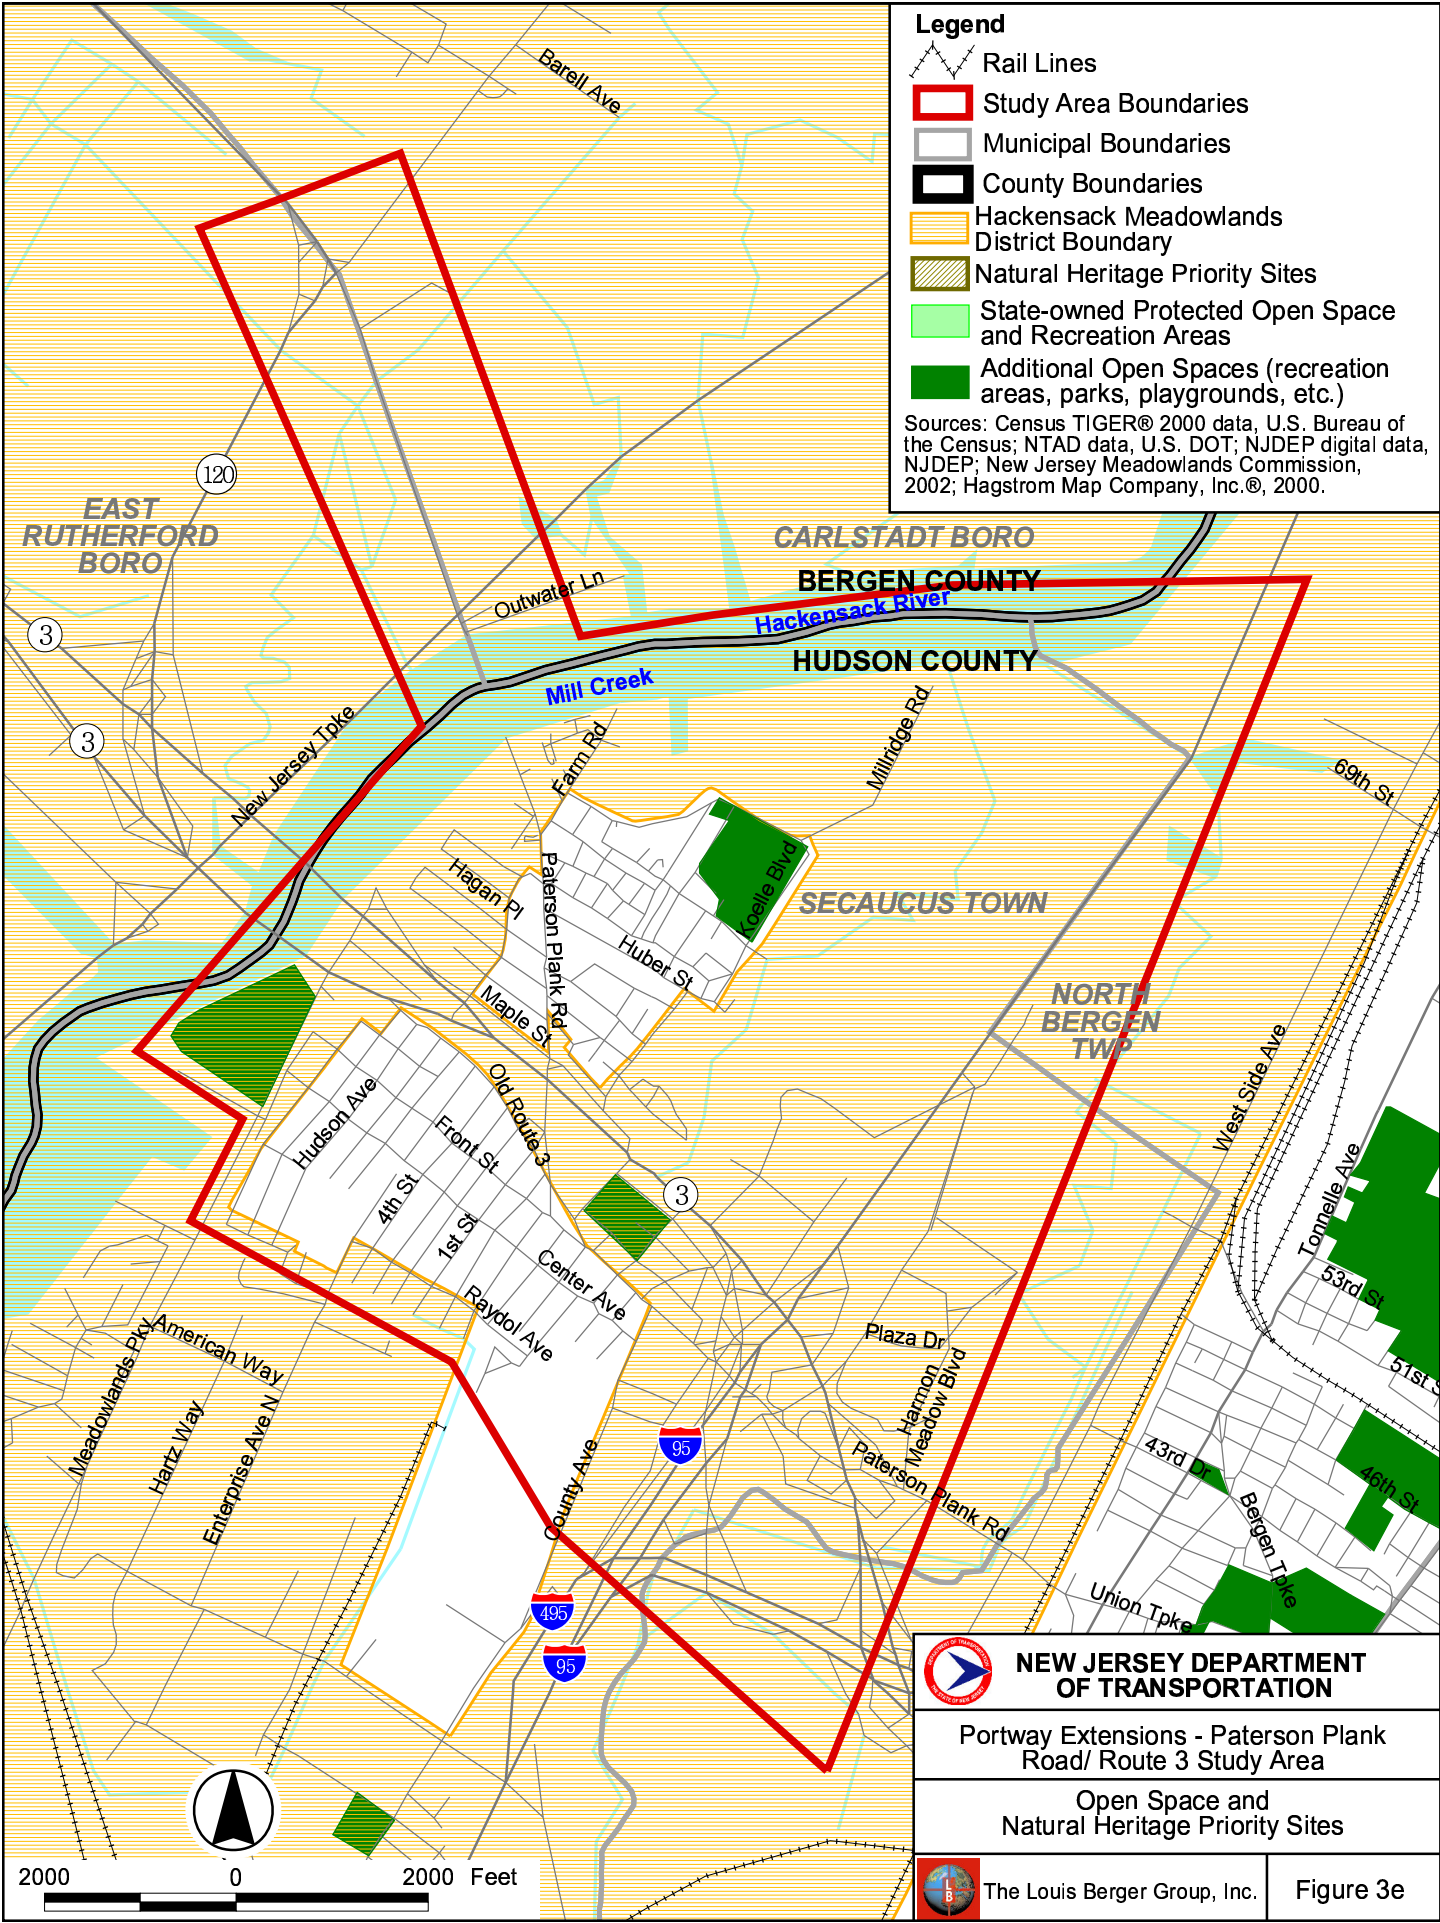 Legend
Rail Lines
Study Area Boundaries
Municipal Boundaries
County Boundaries
Hackensack Meadowlands
District Boundary
Natural Heritage Priority Sites
State-owned Protected Open Space
and Recreation Areas
Additional Open Spaces (recreation
areas, parks, playgrounds, etc.)
Sources: Census TIGER® 2000 data, U.S. Bureau of
the Census; NTAD data, U.S. DOT; NJDEP digital data,
NJDEP; New Jersey Meadowlands Commission,
2002; Hagstrom Map Company, Inc.®, 2000.
Barell Ave
120
EAST
RUTHERFORD
BORO
CARLSTADT BORO
BERGEN COUNTY
Outwater Ln
Hackensack River
3
HUDSON COUNTY
Mill Creek
3
New Jersey Tpke
Farm Rd
Millridge Rd
69th St
Hagan Pl
Paterson Plank Rd
Koelle Blvd
SECAUCUS TOWN
Huber St
Maple St
NORTH
BERGEN
TWP
West Side Ave
Hudson Ave
Old Route 3
Front St
4th St
1st St
3
Tonnelle Ave
53rd St
Center Ave
Raydol Ave
51st S
American Way
Meadowlands Pky
Hartz Way
Enterprise Ave N
Plaza Dr
Harmon
Meadow Blvd
95
County Ave
Paterson Plank Rd
43rd Dr
46th St
Bergen Tpke
Union Tpke
495
95
DEPARTMENT OF TRANSPORTATION
THE STATE OF NEW JERSEY
NEW JERSEY DEPARTMENT
OF TRANSPORTATION
Portway Extensions - Paterson Plank
Road/ Route 3 Study Area
Open Space and
Natural Heritage Priority Sites
2000 0 2000 Feet
L
B
The Louis Berger Group, Inc.
Figure 3e